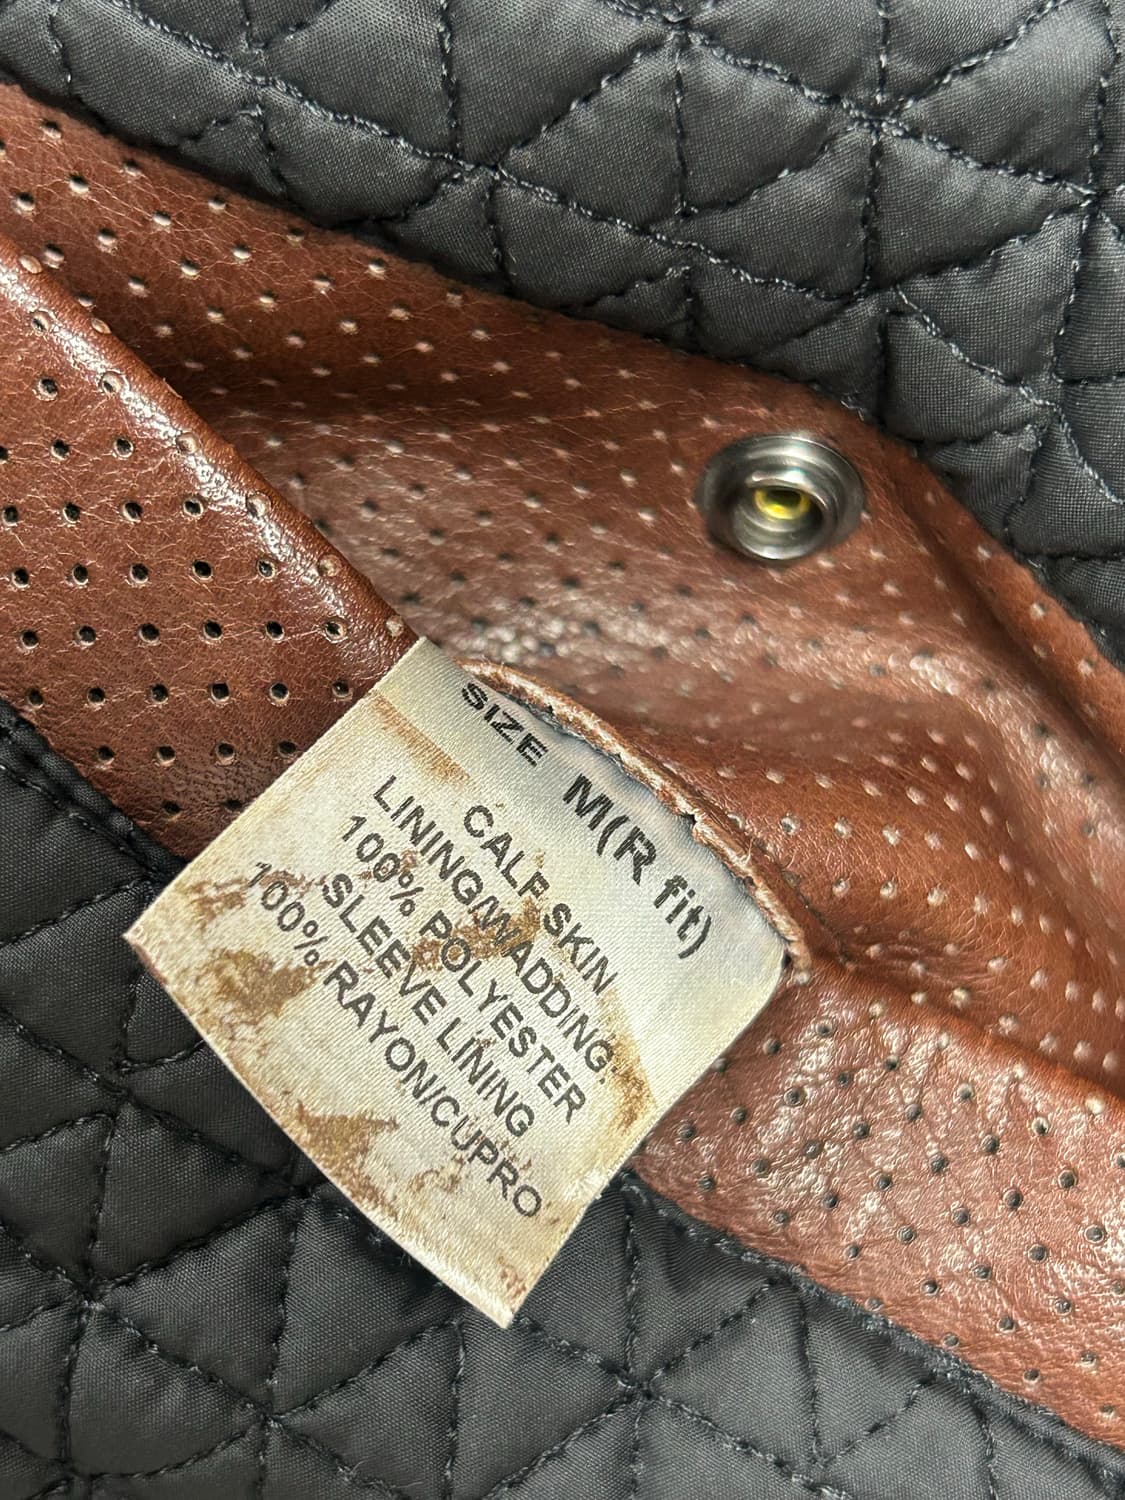 SIZE M(R fit)
CALF SKIN
LINING/WADDING:
100% POLYESTER
SLEEVE LINING
100% RAYON/CUPRO